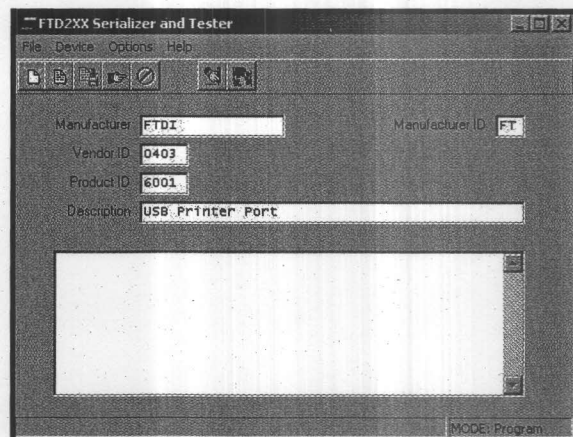 FTD2XX Serializer and Tester
File Device Options Help
Manufacturer FTDI Manufacturer ID FT
Vendor ID 0403
Product ID 6001
Description USB Printer Port
MODE: Program